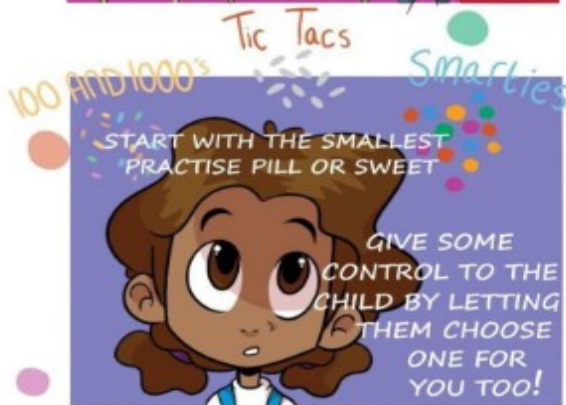 Tic Tacs
100 AND 1000's
Smarties
START WITH THE SMALLEST
PRACTISE PILL OR SWEET
GIVE SOME
CONTROL TO THE
CHILD BY LETTING
THEM CHOOSE
ONE FOR
YOU TOO!